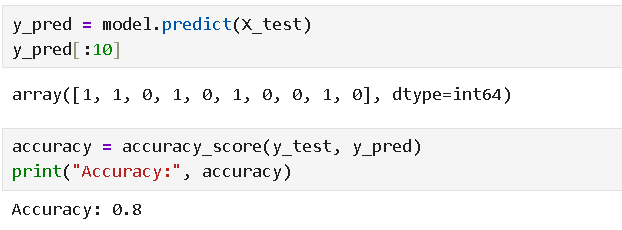 y_pred = model.predict(X_test)
y_pred[:10]
array([1, 1, 0, 1, 0, 1, 0, 0, 1, 0], dtype=int64)
accuracy = accuracy_score(y_test, y_pred)
print("Accuracy:", accuracy)
Accuracy: 0.8